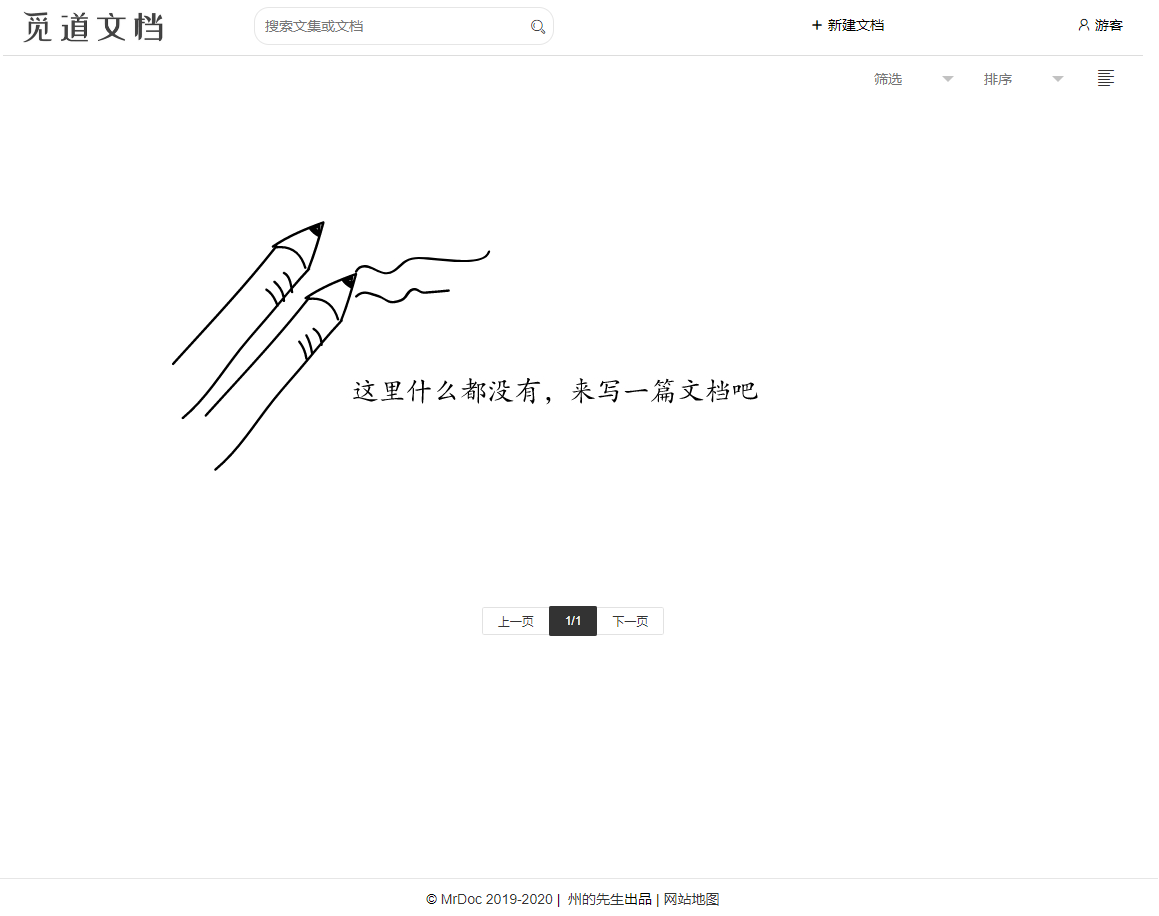 觅道文档
搜索文集或文档
+ 新建文档
游客
筛选
排序
这里什么都没有，来写一篇文档吧
上一页 1/1 下一页
© MrDoc 2019-2020 | 州的先生出品 | 网站地图